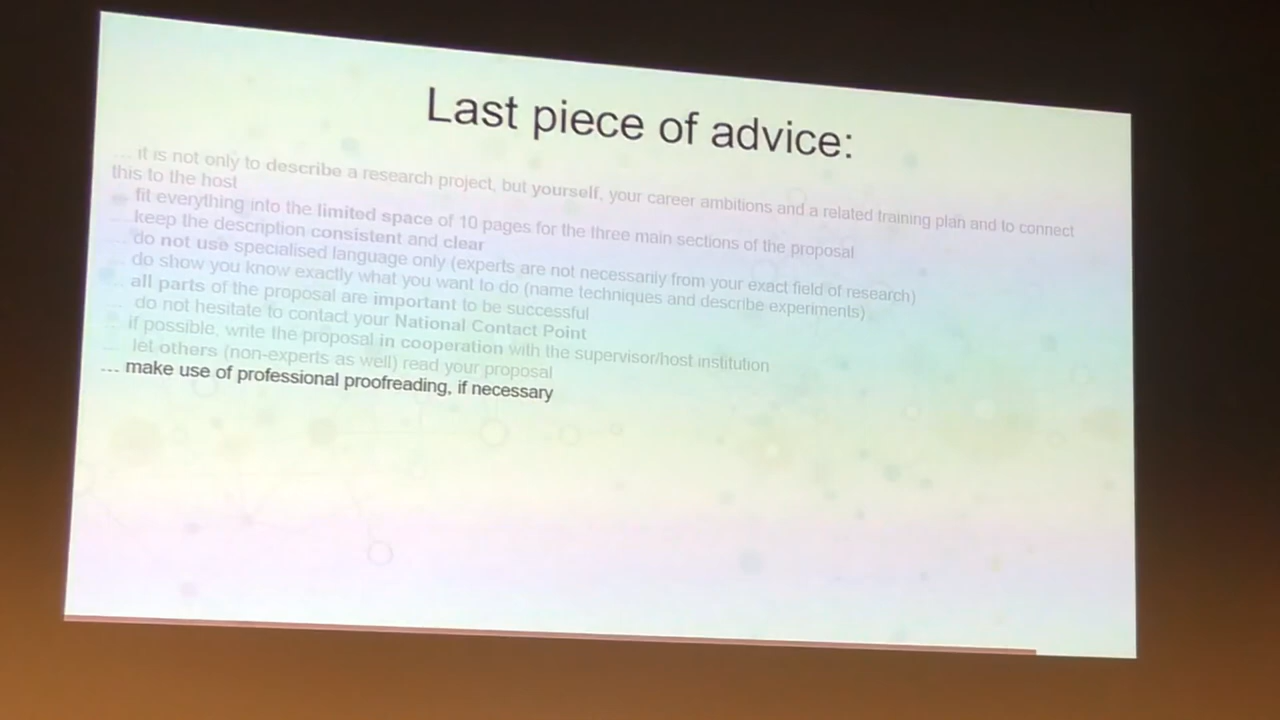 Last piece of advice:
... it is not only to describe a research project, but yourself, your career ambitions and a related training plan and to connect
this to the host
... fit everything into the limited space of 10 pages for the three main sections of the proposal
... keep the description consistent and clear
... do not use specialised language only (experts are not necessarily from your exact field of research)
... do show you know exactly what you want to do (name techniques and describe experiments)
... all parts of the proposal are important to be successful
... do not hesitate to contact your National Contact Point
... if possible, write the proposal in cooperation with the supervisor/host institution
... let others (non-experts as well) read your proposal
... make use of professional proofreading, if necessary